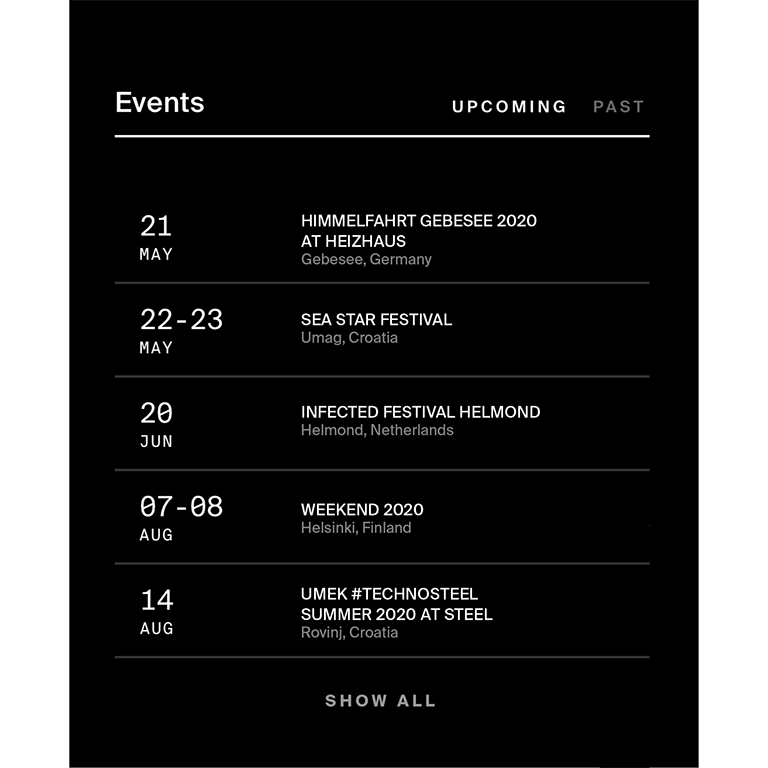 Events
UPCOMING PAST
21
MAY
HIMMELFAHRT GEBESEE 2020
AT HEIZHAUS
Gebesee, Germany
22-23
MAY
SEA STAR FESTIVAL
Umag, Croatia
20
JUN
INFECTED FESTIVAL HELMOND
Helmond, Netherlands
07-08
AUG
WEEKEND 2020
Helsinki, Finland
14
AUG
UMEK #TECHNOSTEEL
SUMMER 2020 AT STEEL
Rovinj, Croatia
SHOW ALL